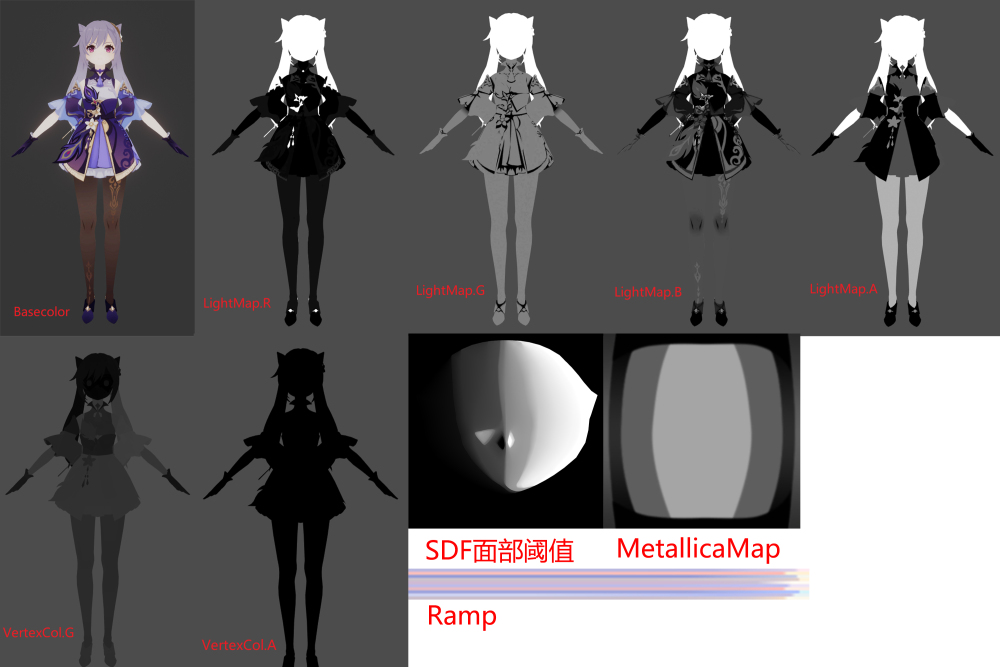 Basecolor
LightMap.R
LightMap.G
LightMap.B
LightMap.A
VertexCol.G
VertexCol.A
SDF面部阈值
MetallicaMap
Ramp